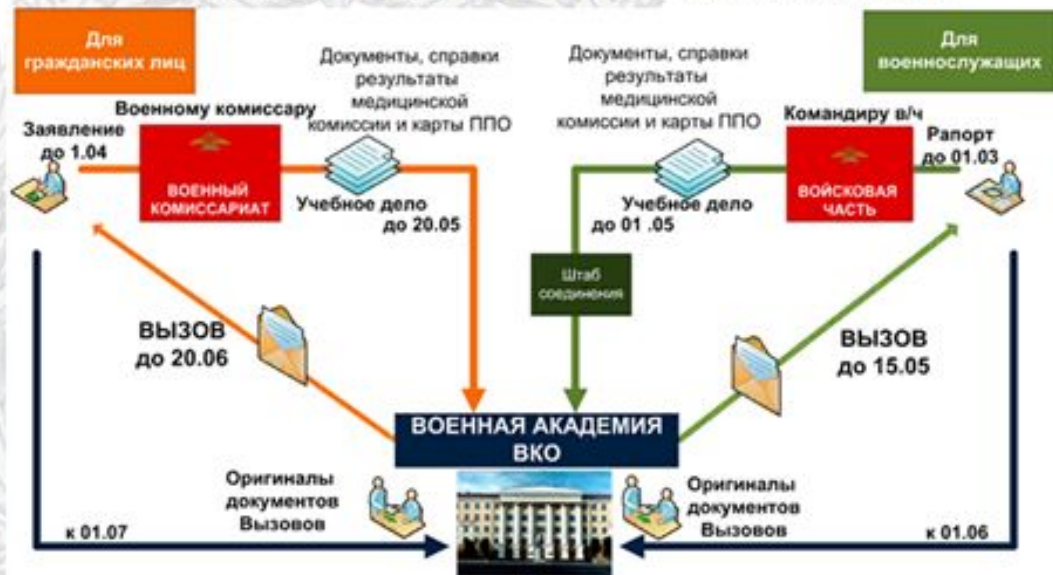 Для
гражданских лиц
Документы, справки
результаты
медицинской
комиссии и карты ППО
Военному комиссару
Заявление
до 1.04
ВОЕННЫЙ
КОМИССАРИАТ
Учебное дело
до 20.05
ВЫЗОВ
до 20.06
Для
военнослужащих
Документы, справки
результаты
медицинской
комиссии и карты ППО
Командиру в/ч
Рапорт
до 01.03
ВОЙСКОВАЯ
ЧАСТЬ
Учебное дело
до 01 .05
Штаб
соединения
ВЫЗОВ
до 15.05
ВОЕННАЯ АКАДЕМИЯ
ВКО
Оригиналы
документов
Вызовов
к 01.07
Оригиналы
документов
Вызовов
к 01.06